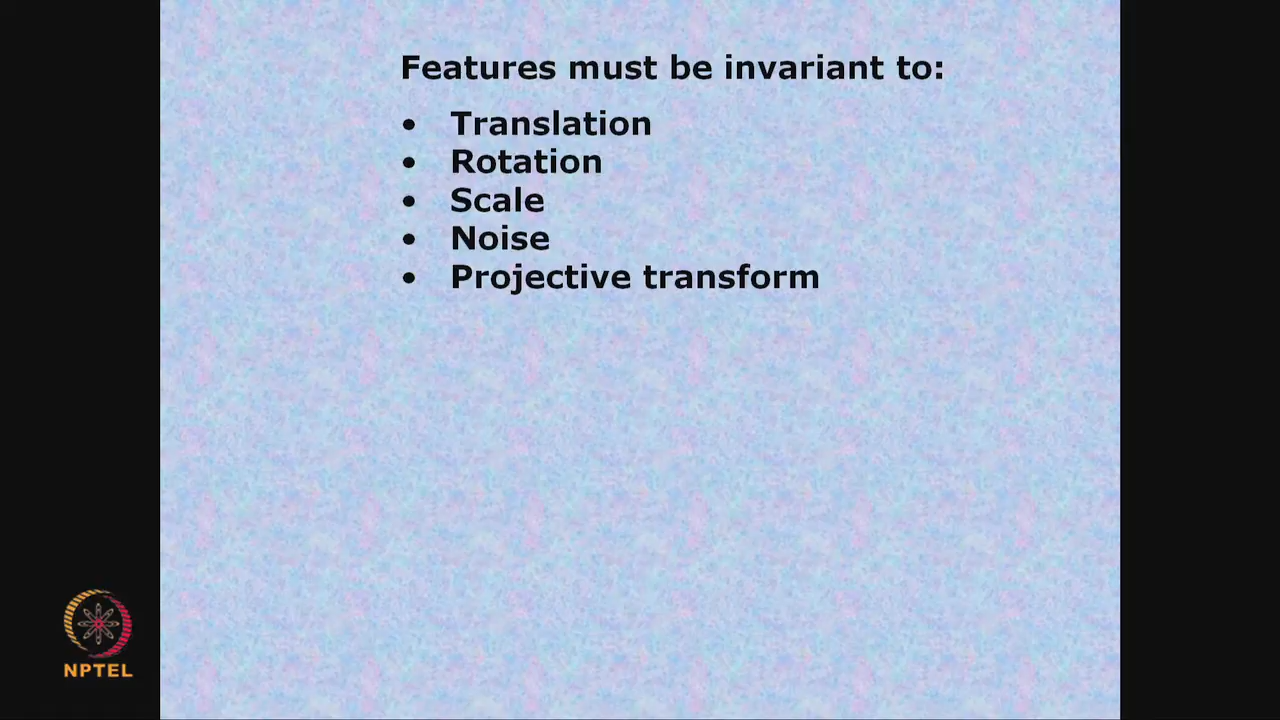 Features must be invariant to:
• Translation
• Rotation
• Scale
• Noise
• Projective transform
NPTEL